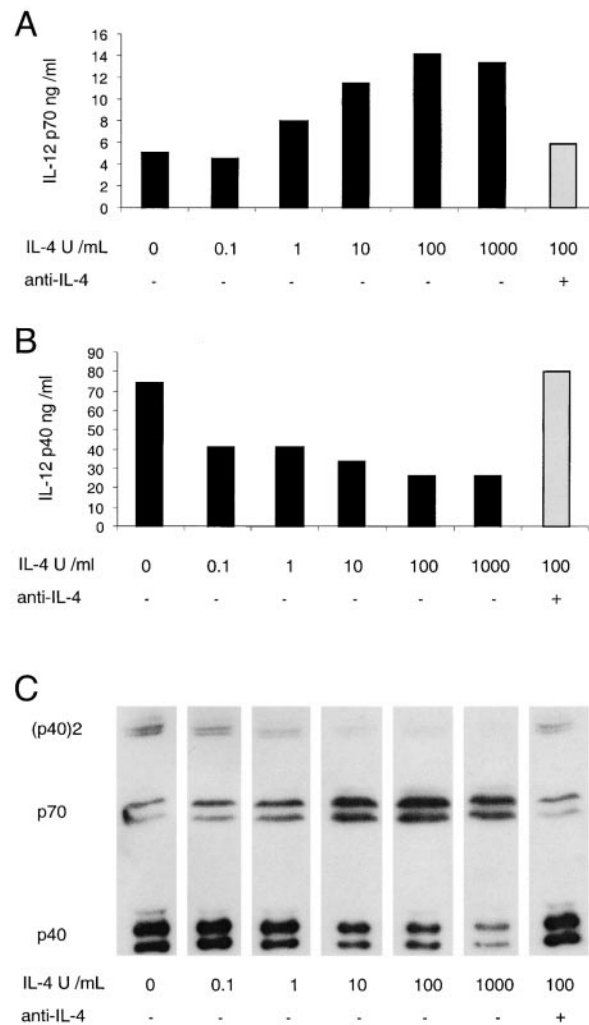 A
IL-12 p70 ng /ml
16
14
12
10
8
6
4
2
0
IL-4 U /mL 0 0.1 1 10 100 1000 100
anti-IL-4 - - - - - - +
B
IL-12 p40 ng /ml
90
80
70
60
50
40
30
20
10
0
IL-4 U /ml 0 0.1 1 10 100 1000 100
anti-IL-4 - - - - - - +
C
(p40)2
p70
p40
IL-4 U /mL 0 0.1 1 10 100 1000 100
anti-IL-4 - - - - - - +